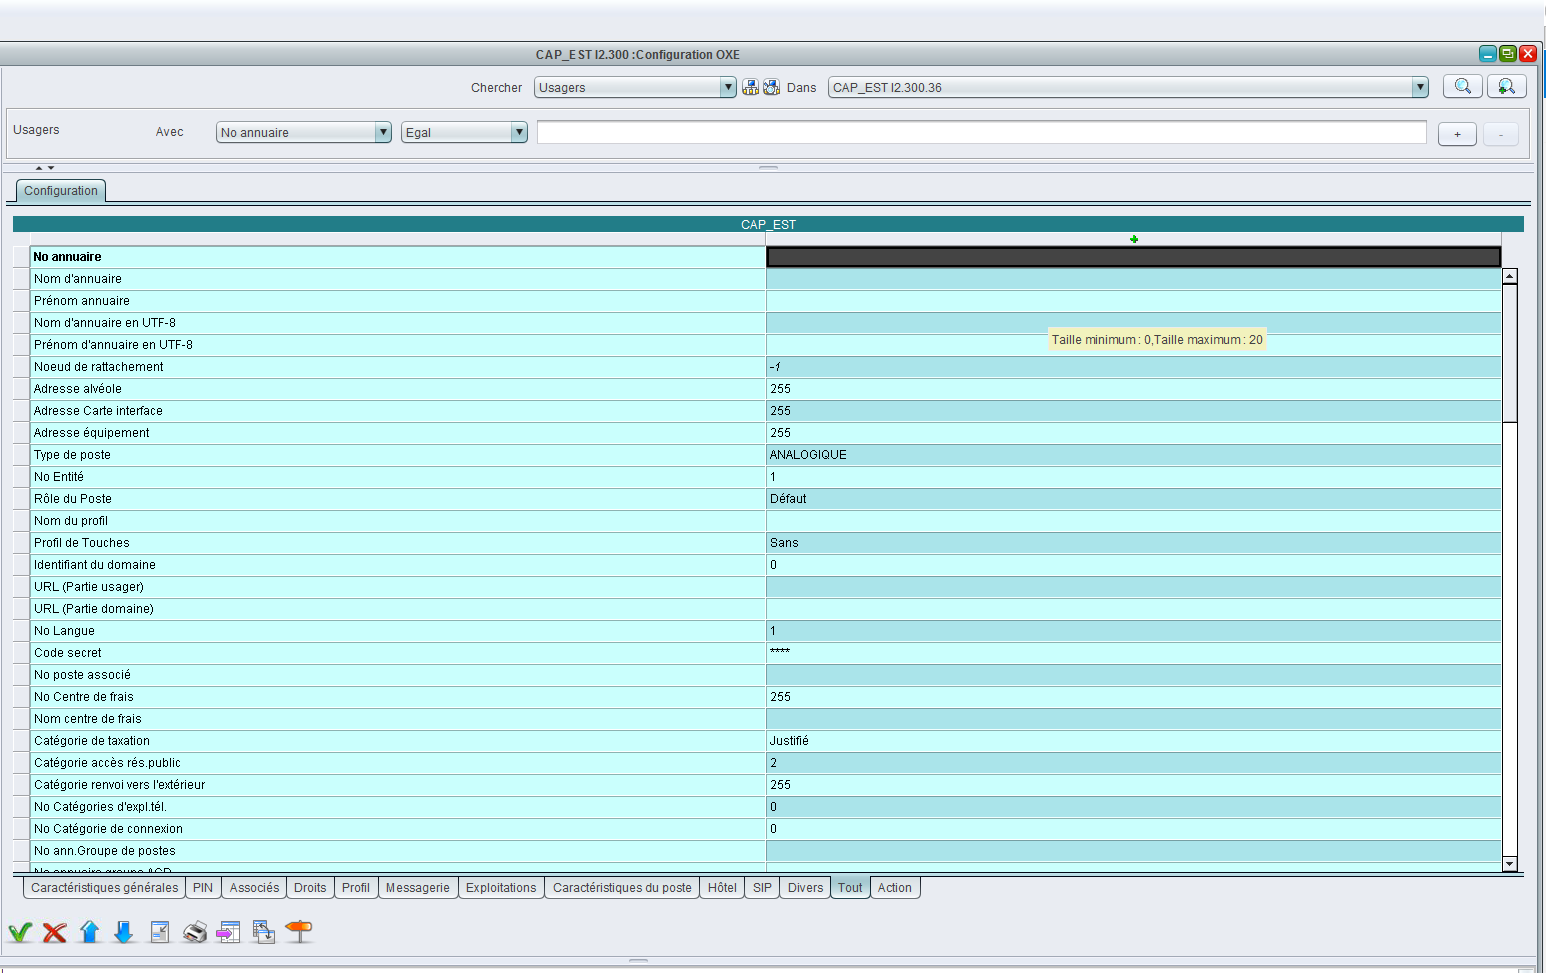 CAP_EST I2.300 :Configuration OXE
Chercher Usagers Dans CAP_EST I2.300.36
Usagers Avec No annuaire Egal + -
Configuration
CAP_EST
No annuaire
Nom d'annuaire
Prénom annuaire
Nom d'annuaire en UTF-8
Prénom d'annuaire en UTF-8
Taille minimum : 0,Taille maximum : 20
Noeud de rattachement -1
Adresse alvéole 255
Adresse Carte interface 255
Adresse équipement 255
Type de poste ANALOGIQUE
No Entité 1
Rôle du Poste Défaut
Nom du profil
Profil de Touches Sans
Identifiant du domaine 0
URL (Partie usager)
URL (Partie domaine)
No Langue 1
Code secret ****
No poste associé
No Centre de frais 255
Nom centre de frais
Catégorie de taxation Justifié
Catégorie accès rés.public 2
Catégorie renvoi vers l'extérieur 255
No Catégories d'expl.tél. 0
No Catégorie de connexion 0
No ann.Groupe de postes
No annuaire groupe ACD
Caractéristiques générales PIN Associés Droits Profil Messagerie Exploitations Caractéristiques du poste Hôtel SIP Divers Tout Action